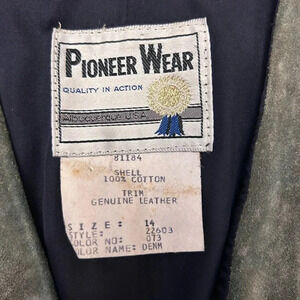 PIONEER WEAR
QUALITY IN ACTION
Albuquerque U.S.A.
81184
SHELL
100% COTTON
TRIM
GENUINE LEATHER
SIZE: 14
STYLE: 22603
COLOR NO: 073
COLOR NAME: DENM